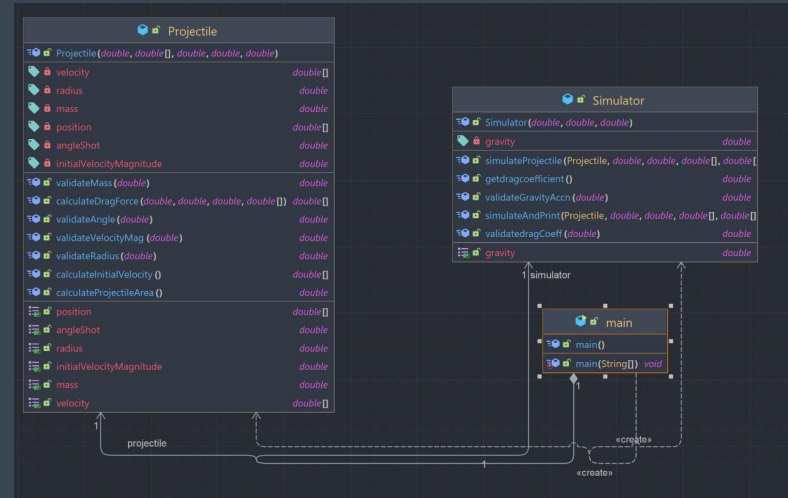 Projectile
Projectile(double, double[], double, double, double)
velocity double[]
radius double
mass double
position double[]
angleShot double
initialVelocityMagnitude double
validateMass(double) double
calculateDragForce(double, double, double, double[]) double[]
validateAngle(double) double
validateVelocityMag (double) double
validateRadius(double) double
calculateInitialVelocity () double[]
calculateProjectileArea () double
position double[]
angleShot double
radius double
initialVelocityMagnitude double
mass double
velocity double[]
Simulator
Simulator(double, double, double)
gravity double
simulateProjectile(Projectile, double, double, double[], double[
getdragcoefficient() double
validateGravityAccn(double) double
simulateAndPrint(Projectile, double, double, double[], double[]
validatedragCoeff(double) double
gravity double
1 simulator
main
main()
main(String[]) void
1
1
projectile
1
«create»
«create»